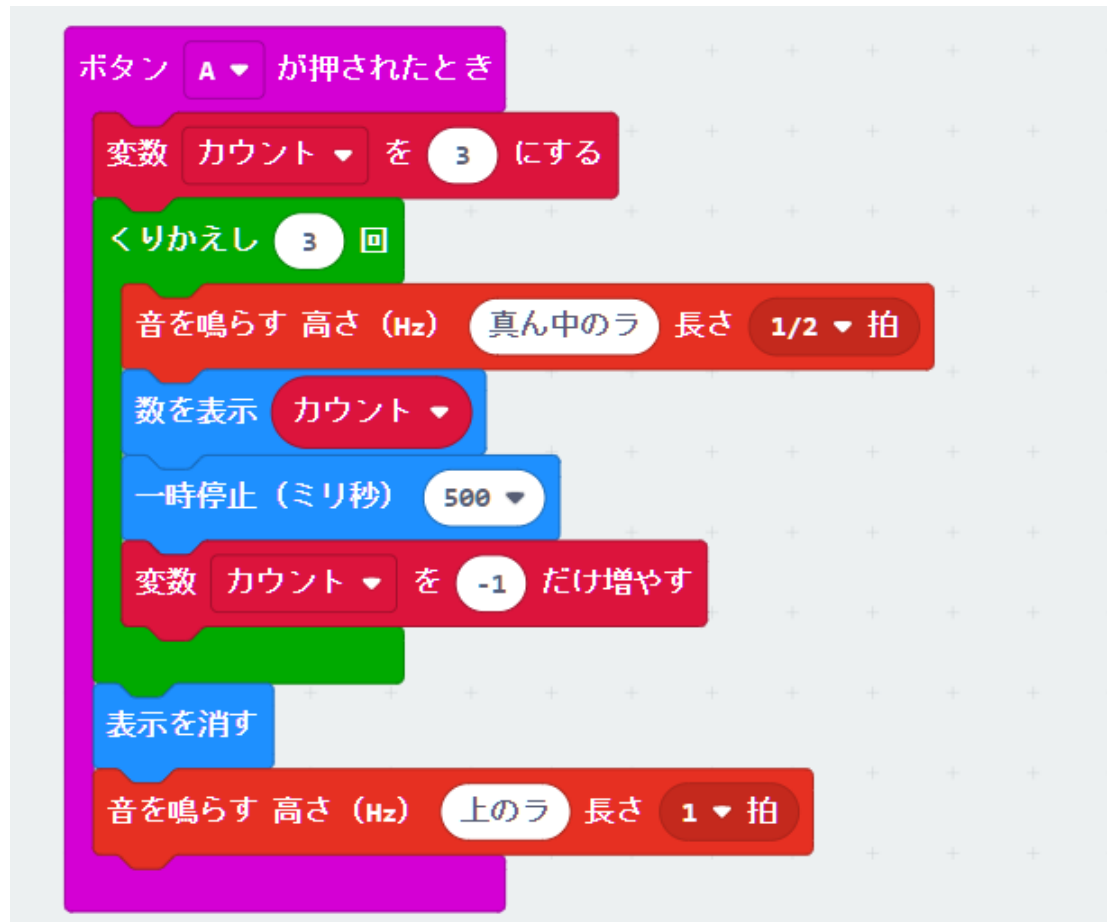 ボタン A が押されたとき
変数 カウント を 3 にする
くりかえし 3 回
音を鳴らす 高さ（Hz） 真ん中のラ 長さ 1/2 拍
数を表示 カウント
一時停止（ミリ秒） 500
変数 カウント を -1 だけ増やす
表示を消す
音を鳴らす 高さ（Hz） 上のラ 長さ 1 拍